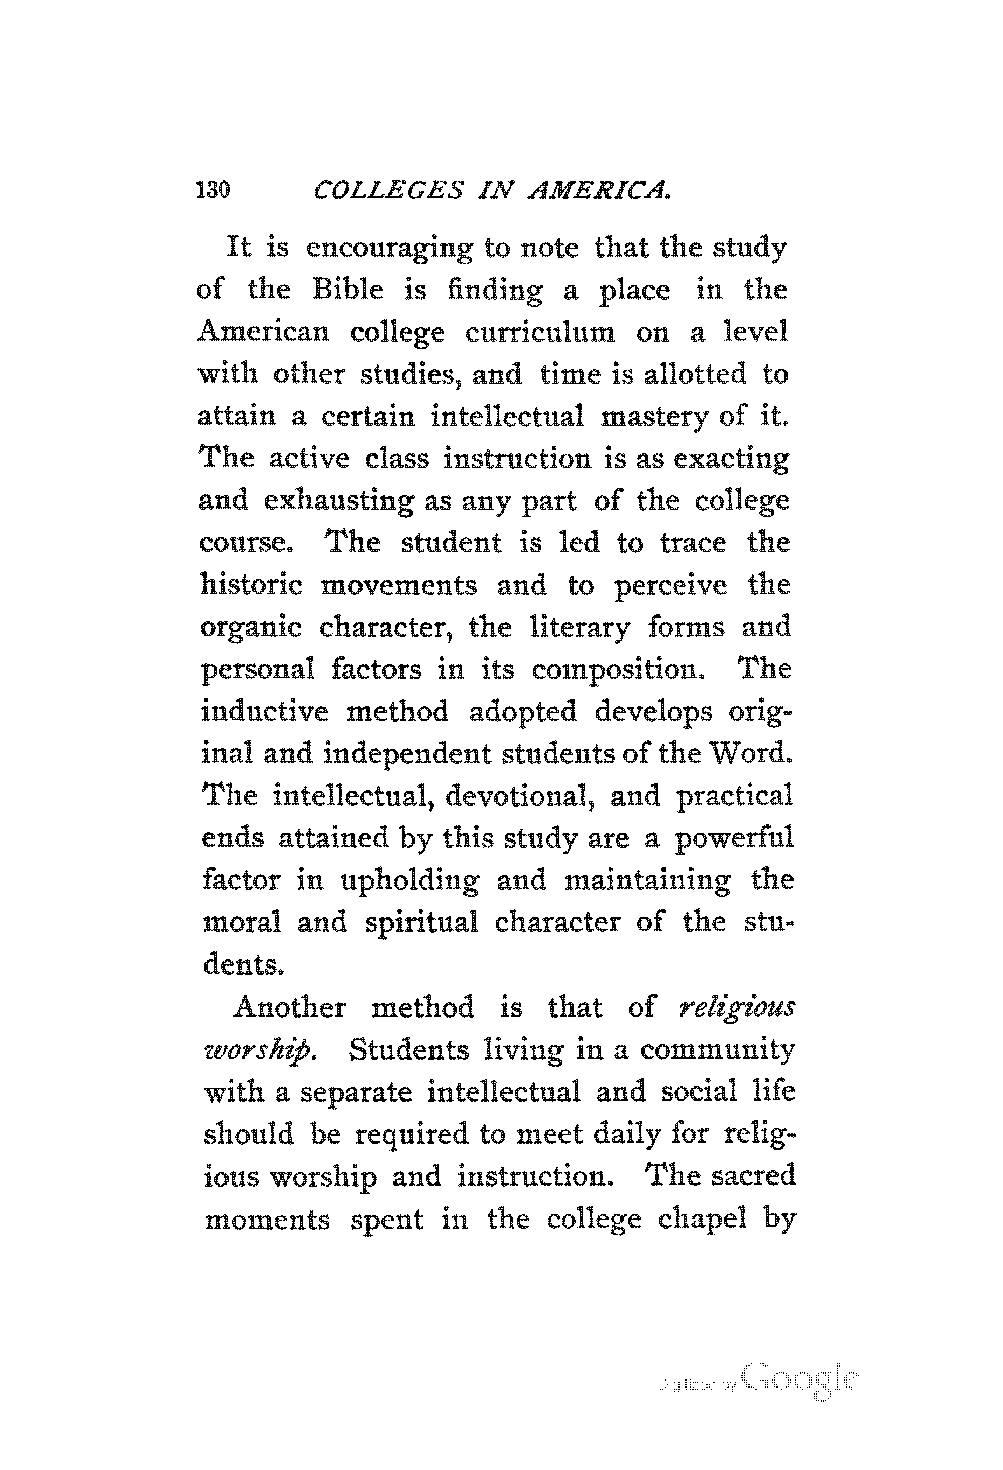 130 COLLEGES IN AMERICA.
It is encouraging to note that the study
of the Bible is finding a place in the
American college curriculum on a level
with other studies, and time is allotted to
attain a certain intellectual mastery of it.
The active class instruction is as exacting
and exhausting as any part of the college
course. The student is led to trace the
historic movements and to perceive the
organic character, the literary forms and
personal factors in its composition. The
inductive method adopted develops orig-
inal and independent students of the Word.
The intellectual, devotional, and practical
ends attained by this study are a powerful
factor in upholding and maintaining the
moral and spiritual character of the stu-
dents.
Another method is that of religious
worship. Students living in a community
with a separate intellectual and social life
should be required to meet daily for relig-
ious worship and instruction. The sacred
moments spent in the college chapel by
Digitized by Google